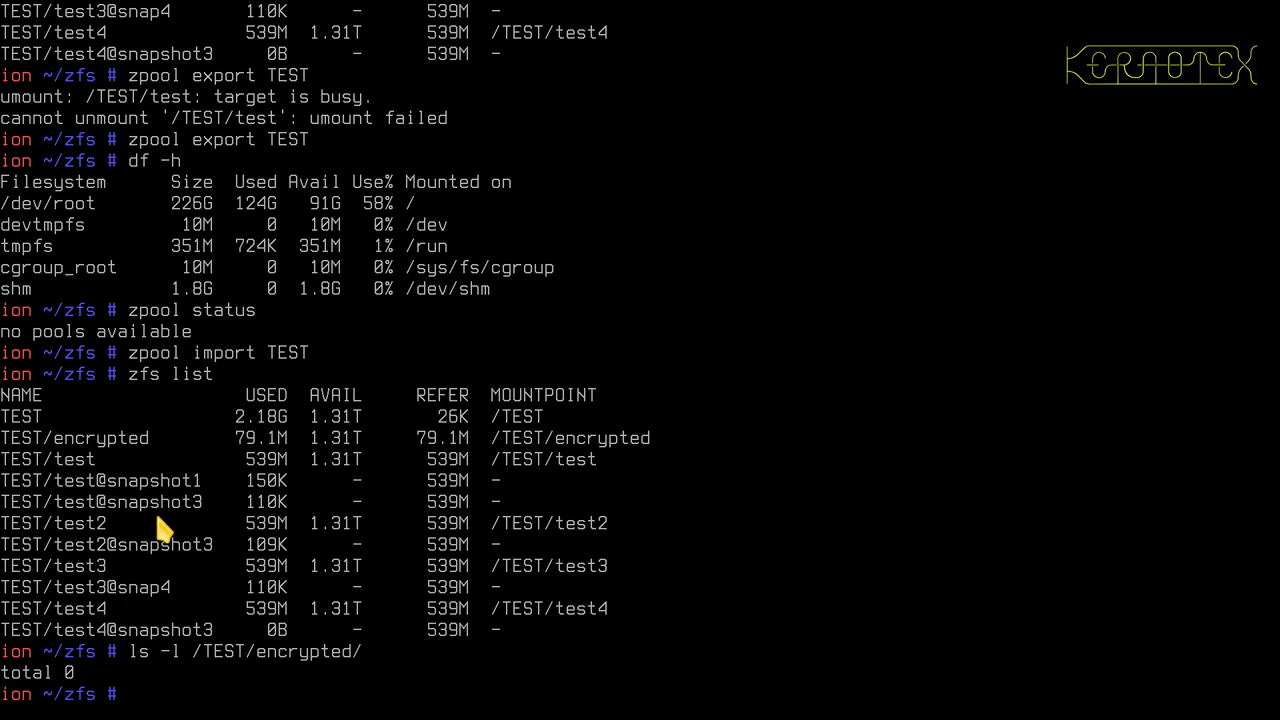 TEST/test3@snap4 110K - 539M -
TEST/test4 539M 1.31T 539M /TEST/test4
TEST/test4@snapshot3 0B - 539M -
ion ~/zfs # zpool export TEST
umount: /TEST/test: target is busy.
cannot unmount '/TEST/test': umount failed
ion ~/zfs # zpool export TEST
ion ~/zfs # df -h
Filesystem Size Used Avail Use% Mounted on
/dev/root 226G 124G 91G 58% /
devtmpfs 10M 0 10M 0% /dev
tmpfs 351M 724K 351M 1% /run
cgroup_root 10M 0 10M 0% /sys/fs/cgroup
shm 1.8G 0 1.8G 0% /dev/shm
ion ~/zfs # zpool status
no pools available
ion ~/zfs # zpool import TEST
ion ~/zfs # zfs list
NAME USED AVAIL REFER MOUNTPOINT
TEST 2.18G 1.31T 26K /TEST
TEST/encrypted 79.1M 1.31T 79.1M /TEST/encrypted
TEST/test 539M 1.31T 539M /TEST/test
TEST/test@snapshot1 150K - 539M -
TEST/test@snapshot3 110K - 539M -
TEST/test2 539M 1.31T 539M /TEST/test2
TEST/test2@snapshot3 109K - 539M -
TEST/test3 539M 1.31T 539M /TEST/test3
TEST/test3@snap4 110K - 539M -
TEST/test4 539M 1.31T 539M /TEST/test4
TEST/test4@snapshot3 0B - 539M -
ion ~/zfs # ls -l /TEST/encrypted/
total 0
ion ~/zfs #